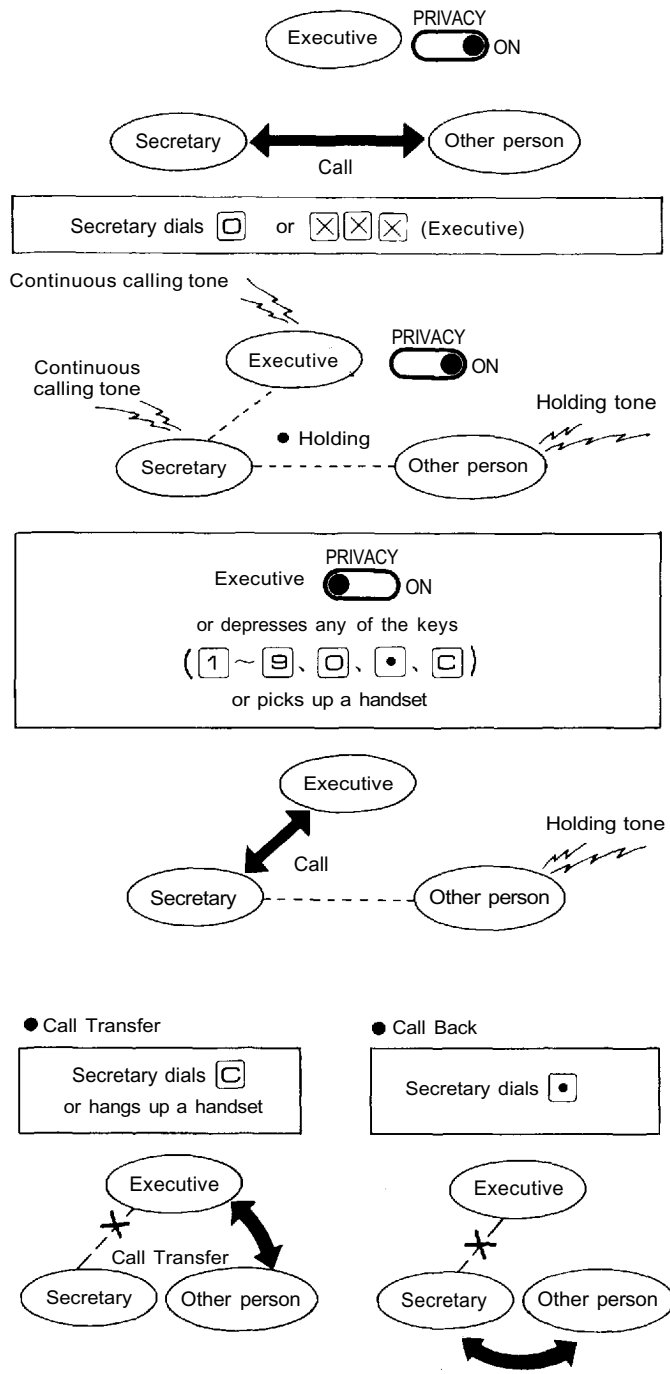 PRIVACY
Executive ON
Secretary Other person
Call
Secretary dials 0 or X X X (Executive)
Continuous calling tone
PRIVACY
Executive ON
Continuous
calling tone
Holding tone
● Holding
Secretary Other person
PRIVACY
Executive ON
or depresses any of the keys
(1 ~ 9、0、•、C)
or picks up a handset
Executive
Holding tone
Call
Secretary Other person
● Call Transfer
Secretary dials C
or hangs up a handset
Executive
Call Transfer
Secretary Other person
● Call Back
Secretary dials •
Executive
Secretary Other person